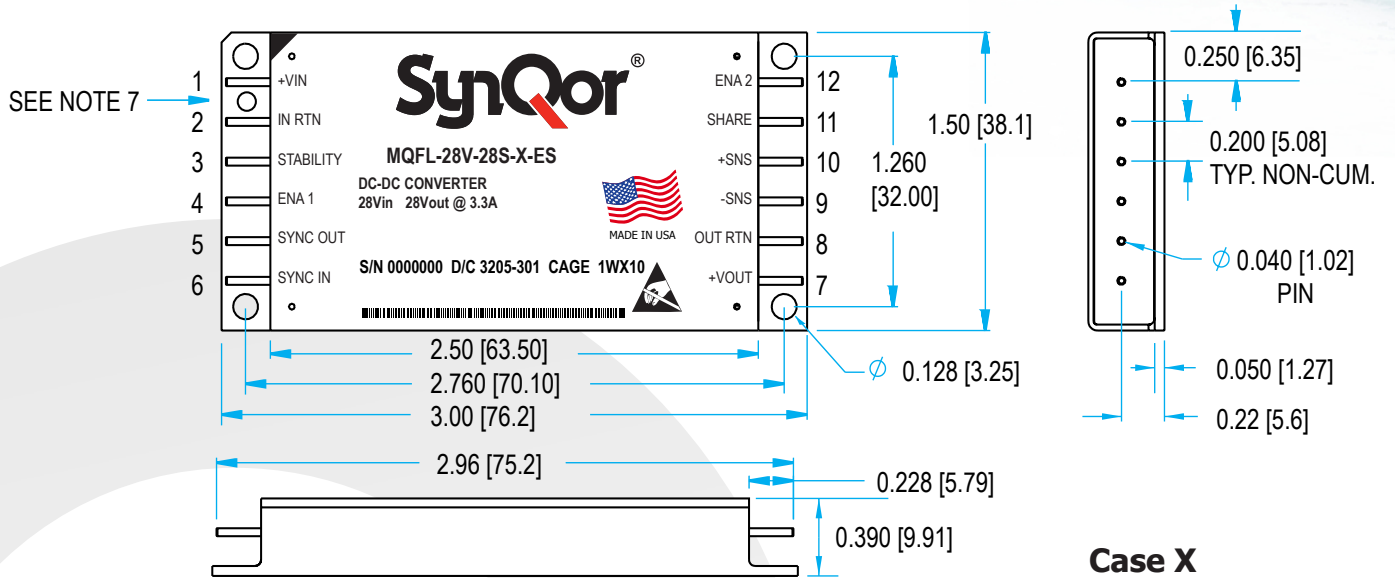 SynQor®
MQFL-28V-28S-X-ES
DC-DC CONVERTER
28Vin 28Vout @ 3.3A
MADE IN USA
S/N 0000000 D/C 3205-301 CAGE 1WX10
SEE NOTE 7
1 +VIN
2 IN RTN
3 STABILITY
4 ENA 1
5 SYNC OUT
6 SYNC IN
ENA 2 12
SHARE 11
+SNS 10
-SNS 9
OUT RTN 8
+VOUT 7
1.260
[32.00]
1.50 [38.1]
2.50 [63.50]
2.760 [70.10]
3.00 [76.2]
∅ 0.128 [3.25]
0.250 [6.35]
0.200 [5.08]
TYP. NON-CUM.
∅ 0.040 [1.02]
PIN
0.050 [1.27]
0.22 [5.6]
2.96 [75.2]
0.228 [5.79]
0.390 [9.91]
Case X